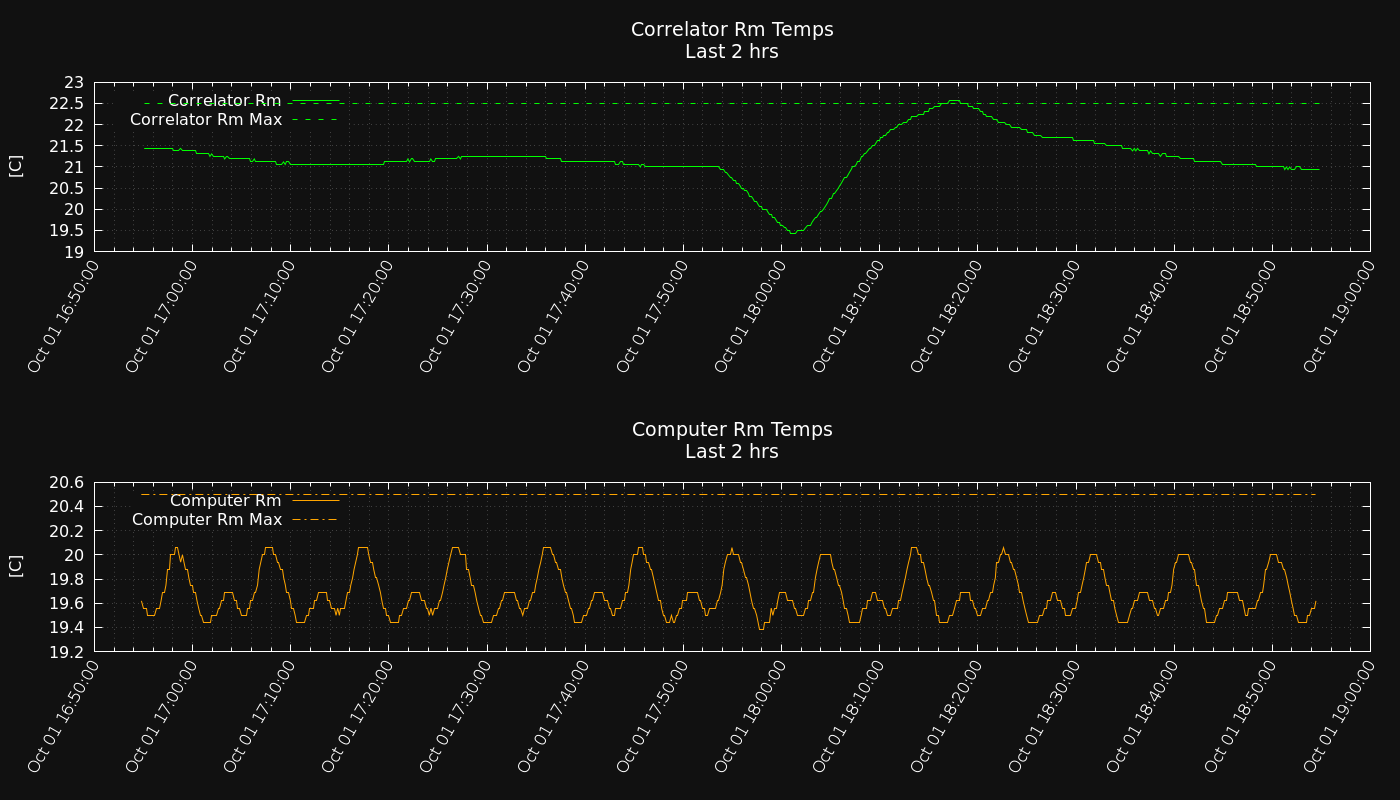 Correlator Rm Temps
Last 2 hrs
23
22.5
22
21.5
21
20.5
20
19.5
19
[C]
Correlator Rm
Correlator Rm Max
Oct 01 16:50:00
Oct 01 17:00:00
Oct 01 17:10:00
Oct 01 17:20:00
Oct 01 17:30:00
Oct 01 17:40:00
Oct 01 17:50:00
Oct 01 18:00:00
Oct 01 18:10:00
Oct 01 18:20:00
Oct 01 18:30:00
Oct 01 18:40:00
Oct 01 18:50:00
Oct 01 19:00:00
Computer Rm Temps
Last 2 hrs
20.6
20.4
20.2
20
19.8
19.6
19.4
19.2
[C]
Computer Rm
Computer Rm Max
Oct 01 16:50:00
Oct 01 17:00:00
Oct 01 17:10:00
Oct 01 17:20:00
Oct 01 17:30:00
Oct 01 17:40:00
Oct 01 17:50:00
Oct 01 18:00:00
Oct 01 18:10:00
Oct 01 18:20:00
Oct 01 18:30:00
Oct 01 18:40:00
Oct 01 18:50:00
Oct 01 19:00:00